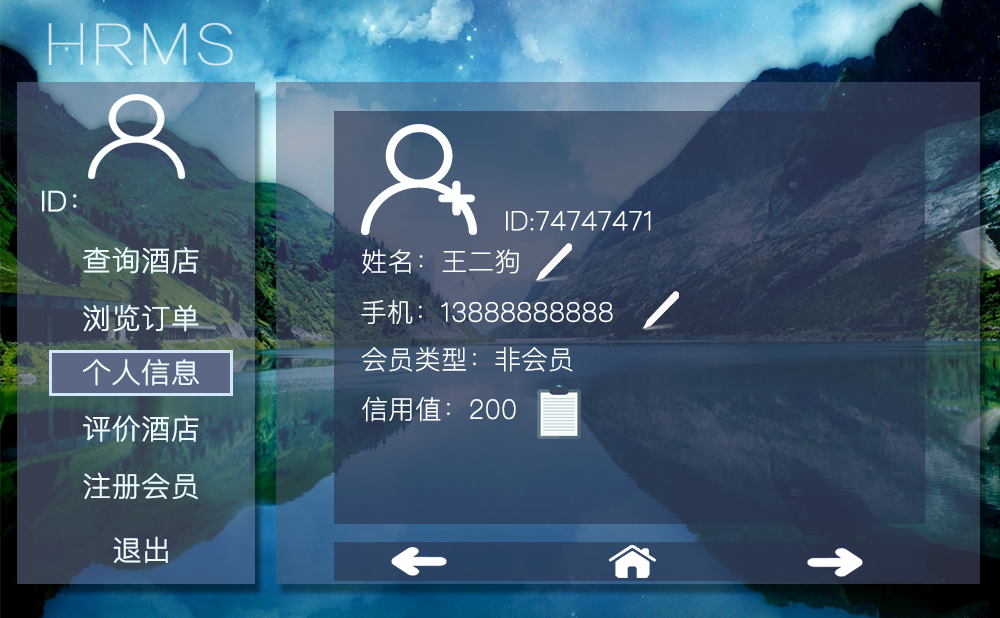 HRMS
ID：
查询酒店
浏览订单
个人信息
评价酒店
注册会员
退出
ID:74747471
姓名：王二狗
手机：13888888888
会员类型：非会员
信用值：200